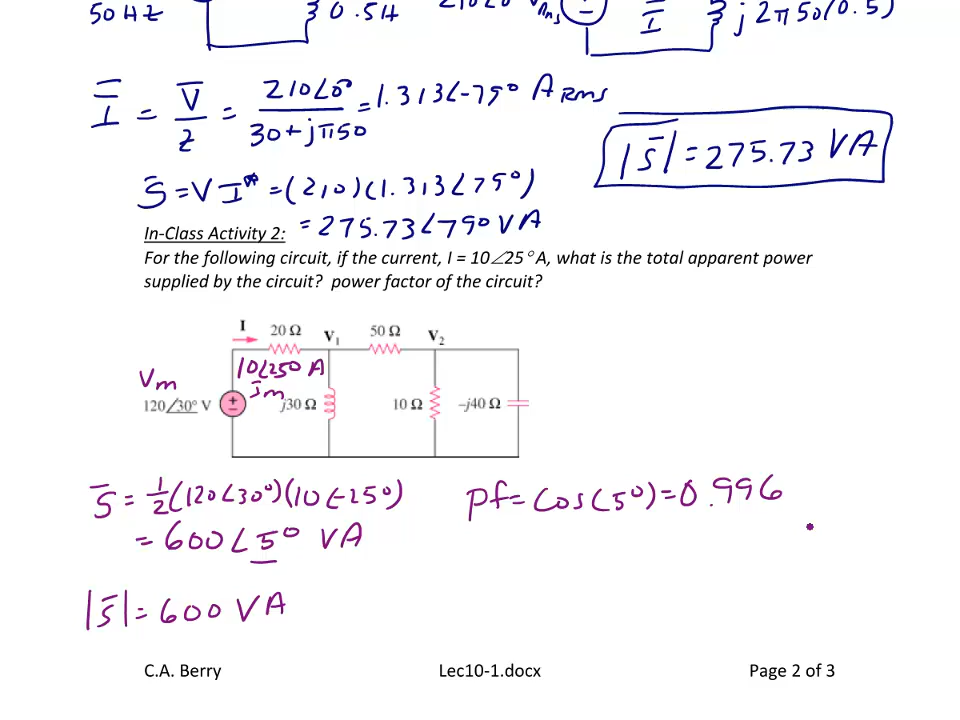 50 HZ 0.5H Rms Ī j2π50(0.5)
Ī = V̄/Z = 210∠0°/30+jπ50 = 1.313∠-79° A RMS
|S̄| = 275.73 VA
S̄ = V I* = (210)(1.313∠79°)
= 275.73∠79° VA
In-Class Activity 2:
For the following circuit, if the current, I = 10∠25°A, what is the total apparent power
supplied by the circuit? power factor of the circuit?
I 20 Ω V₁ 50 Ω V₂
10∠25° A
Vm Im
120/30° V j30 Ω 10 Ω -j40 Ω
S̄ = 1/2(120∠30°)(10∠-25°) Pf = cos(5°) = 0.996
= 600∠5° VA
|S̄| = 600 VA
C.A. Berry Lec10-1.docx Page 2 of 3